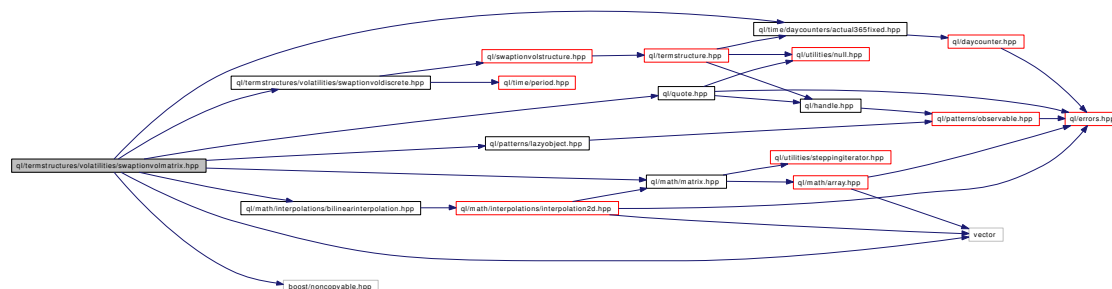 ql/time/daycounters/actual365fixed.hpp
ql/daycounter.hpp
ql/swaptionvolstructure.hpp
ql/termstructure.hpp
ql/utilities/null.hpp
ql/termstructures/volatilities/swaptionvoldiscrete.hpp
ql/time/period.hpp
ql/quote.hpp
ql/handle.hpp
ql/patterns/observable.hpp
ql/errors.hpp
ql/patterns/lazyobject.hpp
ql/termstructures/volatilities/swaptionvolmatrix.hpp
ql/utilities/steppingiterator.hpp
ql/math/matrix.hpp
ql/math/array.hpp
ql/math/interpolations/bilinearinterpolation.hpp
ql/math/interpolations/interpolation2d.hpp
vector
boost/noncopyable.hpp